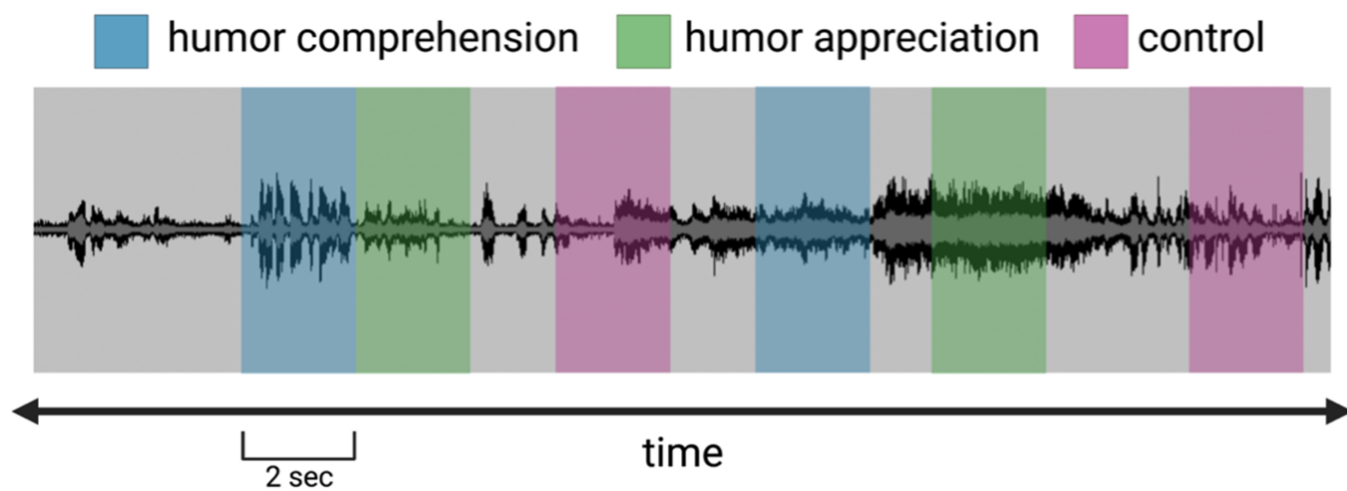 humor comprehension humor appreciation control
time
2 sec